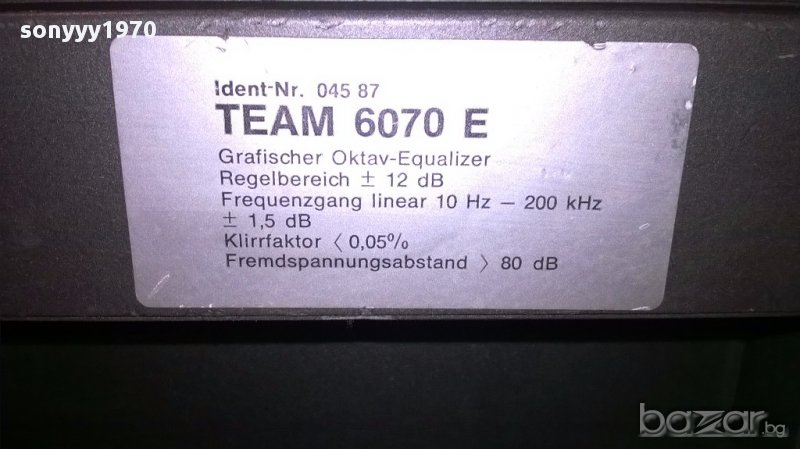 sonyyy1970
Ident-Nr. 045 87
TEAM 6070 E
Grafischer Oktav-Equalizer
Regelbereich ± 12 dB
Frequenzgang linear 10 Hz – 200 kHz
± 1,5 dB
Klirrfaktor < 0,05%
Fremdspannungsabstand > 80 dB
bazar.bg